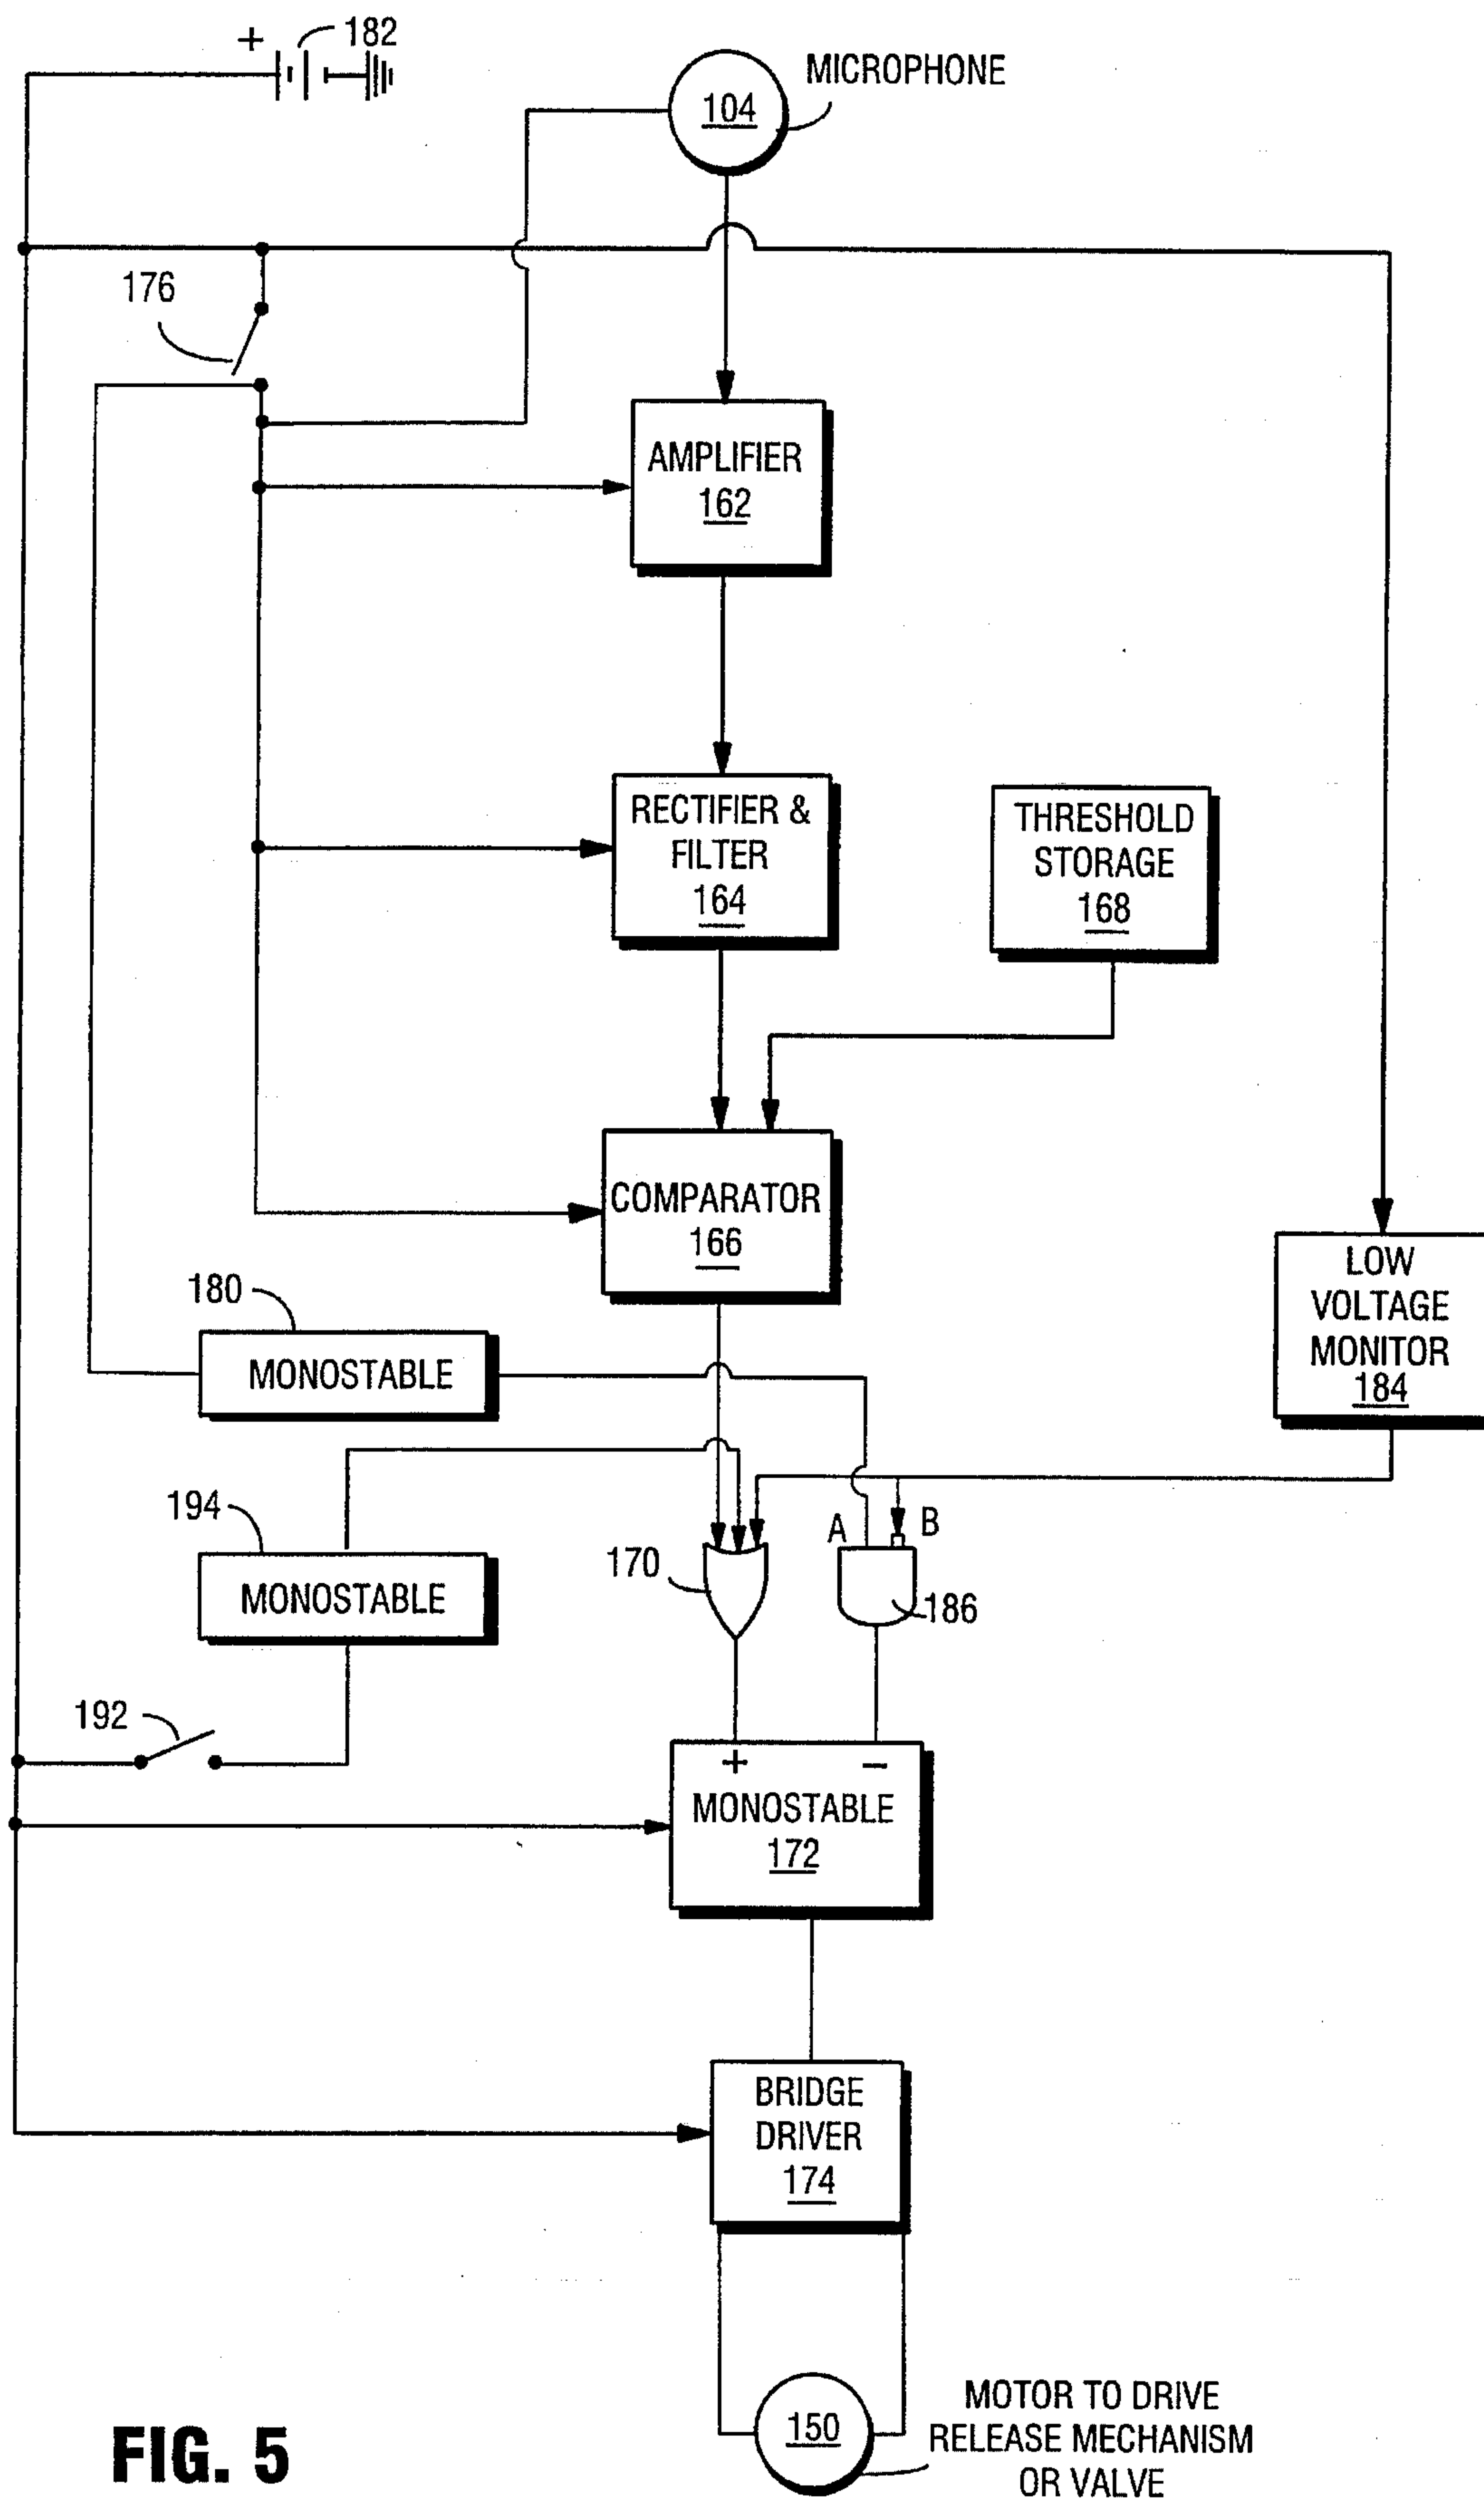 +
182
MICROPHONE
104
176
AMPLIFIER
162
RECTIFIER &
FILTER
164
THRESHOLD
STORAGE
168
COMPARATOR
166
180
MONOSTABLE
LOW
VOLTAGE
MONITOR
184
194
MONOSTABLE
A
B
170
186
192
+
−
MONOSTABLE
172
BRIDGE
DRIVER
174
150
MOTOR TO DRIVE
RELEASE MECHANISM
OR VALVE
FIG. 5